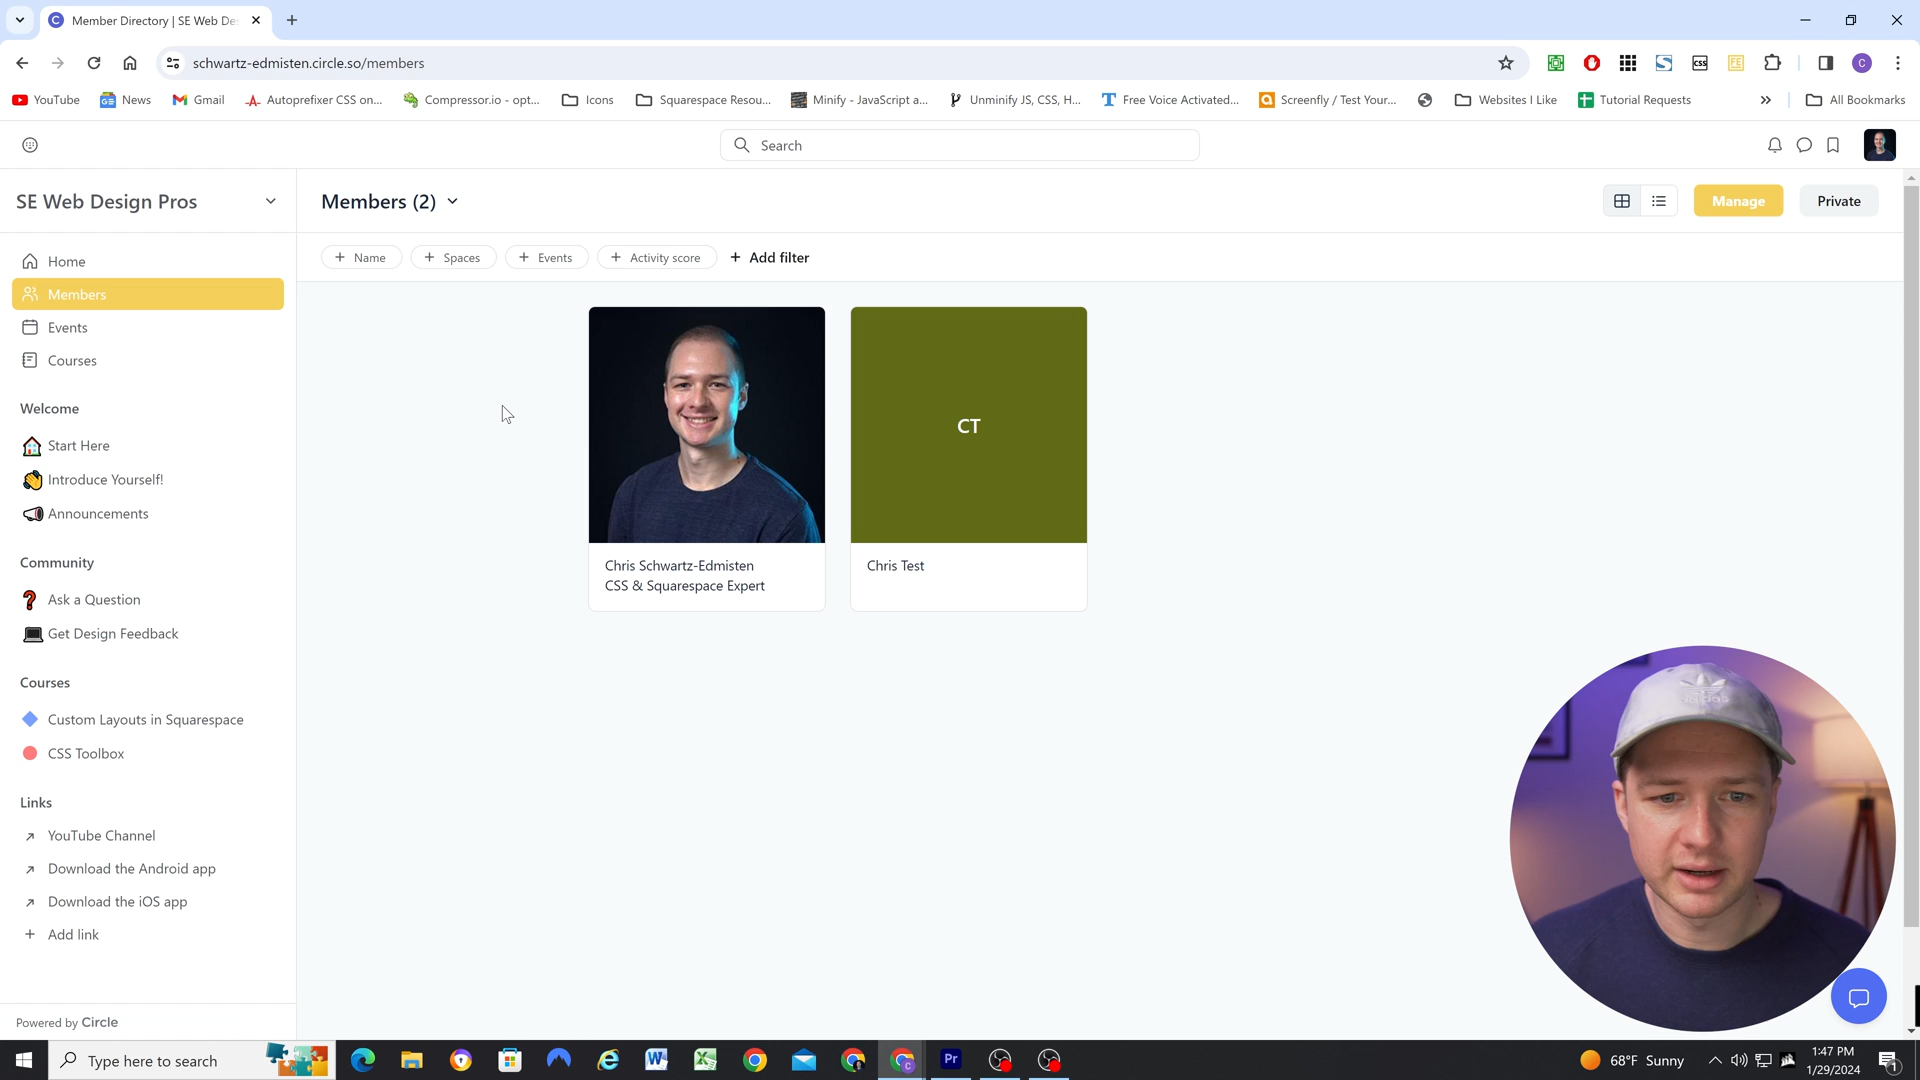 Member Directory | SE Web De
schwartz-edmisten.circle.so/members
YouTube
News
Gmail
Autoprefixer CSS on...
Compressor.io - opt...
Icons
Squarespace Resou...
Minify - JavaScript a...
Unminify JS, CSS, H...
Free Voice Activated...
Screenfly / Test Your...
Websites I Like
Tutorial Requests
All Bookmarks
Search
SE Web Design Pros
Members (2)
Manage
Private
Name
Spaces
Events
Activity score
Add filter
Home
Members
Events
Courses
Welcome
Start Here
Introduce Yourself!
Announcements
Community
Ask a Question
Get Design Feedback
Courses
Custom Layouts in Squarespace
CSS Toolbox
Links
YouTube Channel
Download the Android app
Download the iOS app
Add link
Powered by Circle
CT
Chris Schwartz-Edmisten
CSS & Squarespace Expert
Chris Test
adidas
Type here to search
68°F Sunny
1:47 PM
1/29/2024